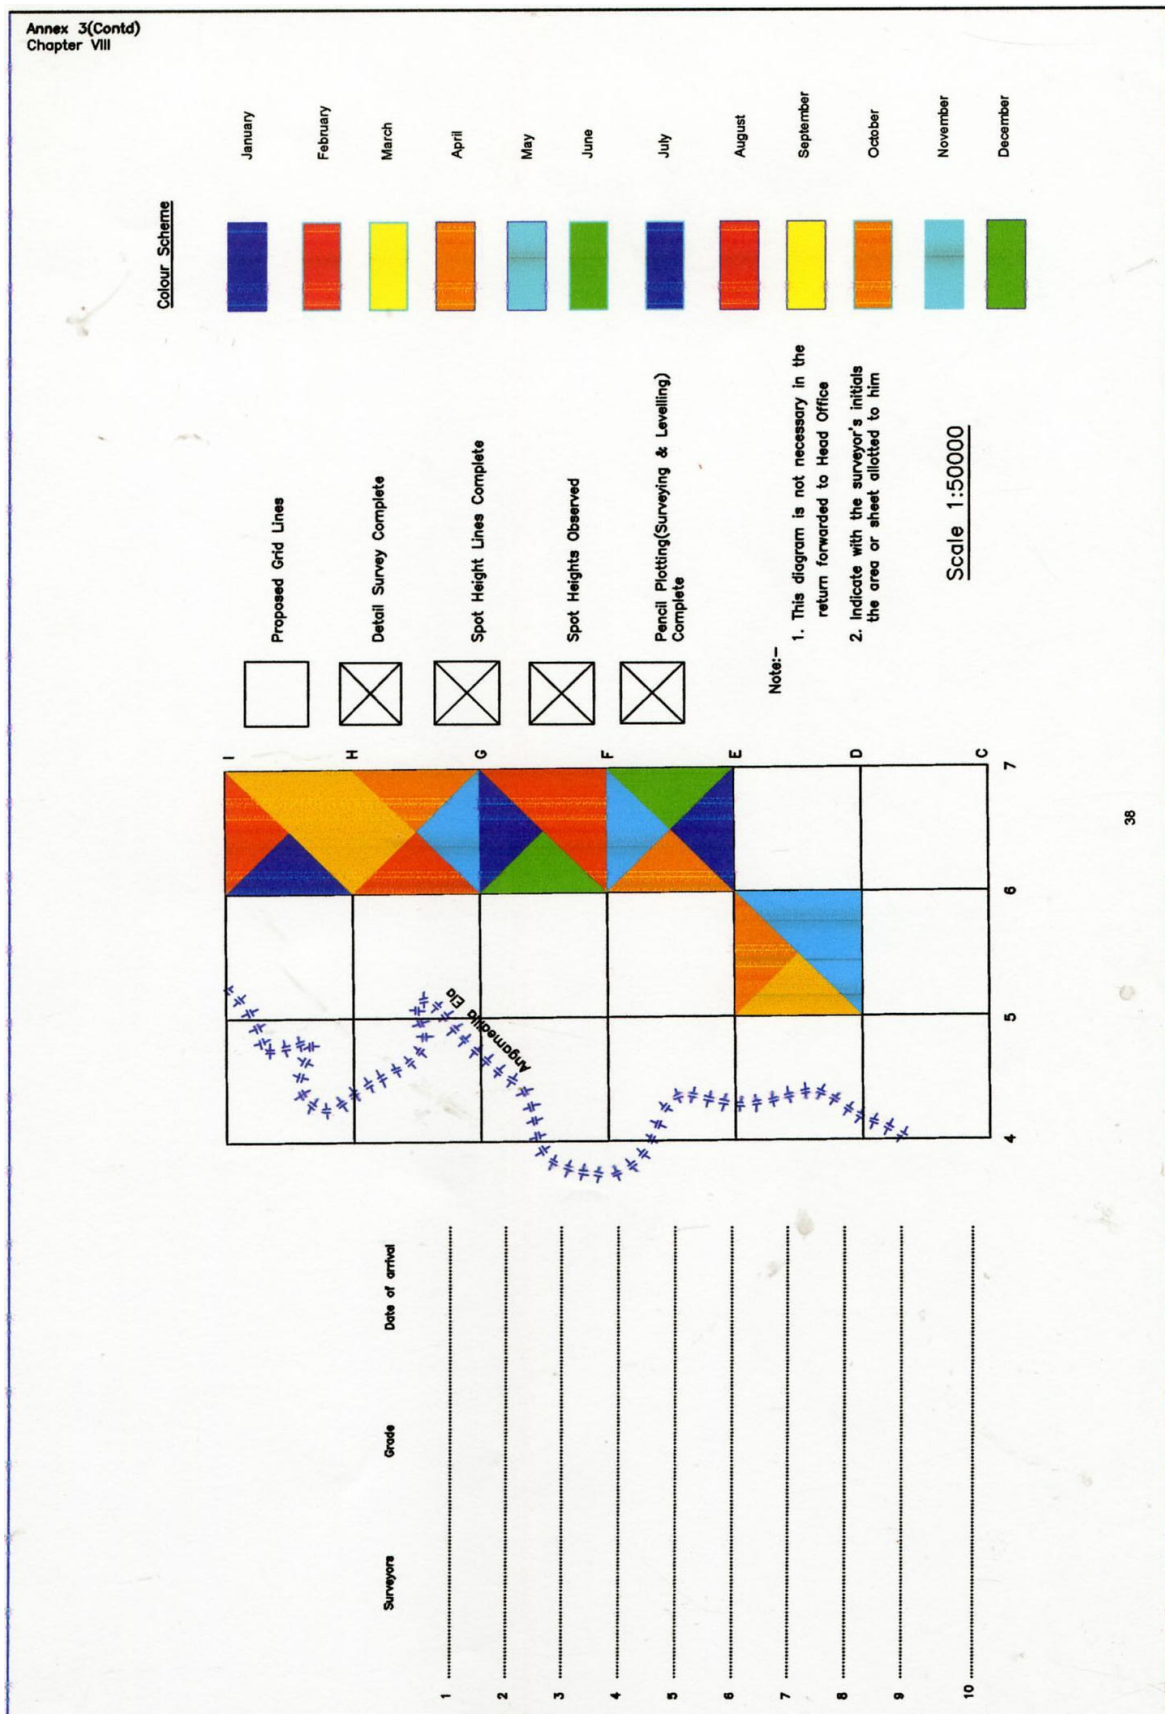 Annex 3(Contd)
Chapter VIII
Colour Scheme
January
February
March
April
May
June
July
August
September
October
November
December
Proposed Grid Lines
Detail Survey Complete
Spot Height Lines Complete
Spot Heights Observed
Pencil Plotting(Surveying & Levelling)
Complete
Note:-
1. This diagram is not necessary in the
return forwarded to Head Office
2. Indicate with the surveyor's initials
the area or sheet allotted to him
Scale 1:50000
I
H
G
F
E
D
C
7
6
5
4
Angamedilla Ela
Surveyors Grade Date of arrival
1
2
3
4
5
6
7
8
9
10
38